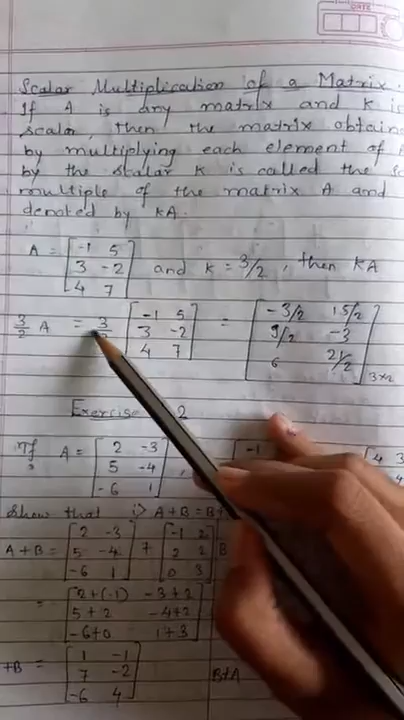 Scalar Multiplication of a Matrix.
If A is any matrix and K is
scalar, then the matrix obtain
by multiplying each element of
by the scalar K is called the
multiple of the matrix A and
denoted by KA.
A = [-1 5
3 -2
4 7] and K = 3/2, then KA
3/2 A = 3 [-1 5
3 -2
4 7] = [-3/2 15/2
9/2 -3
6 21/2] 3x2
Exercise 2
If A = [2 -3
5 -4
-6 1], [-1 [4 3
Show that i) A+B = B+
A+B = [2 -3
5 -4
-6 1] + [-1 2
2 2
0 3]
= [2+(-1) -3+2
5+2 -4+2
-6+0 1+3]
+B = [1 -1
7 -2
-6 4]
B+A